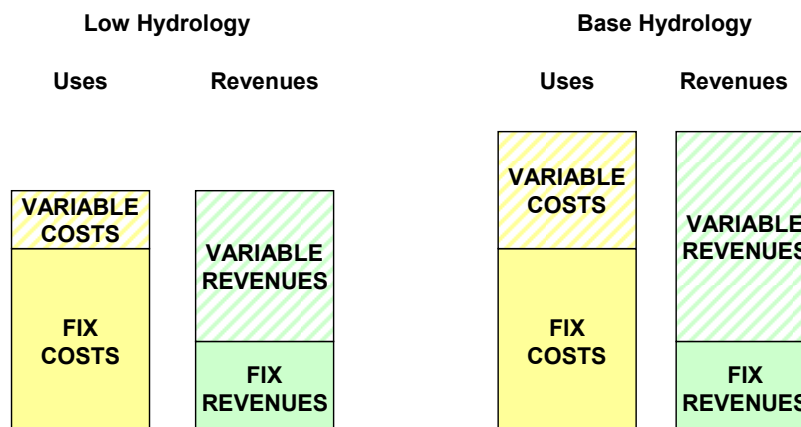 Low Hydrology
Base Hydrology
Uses
Revenues
Uses
Revenues
VARIABLE
COSTS
FIX
COSTS
VARIABLE
REVENUES
FIX
REVENUES
VARIABLE
COSTS
FIX
COSTS
VARIABLE
REVENUES
FIX
REVENUES